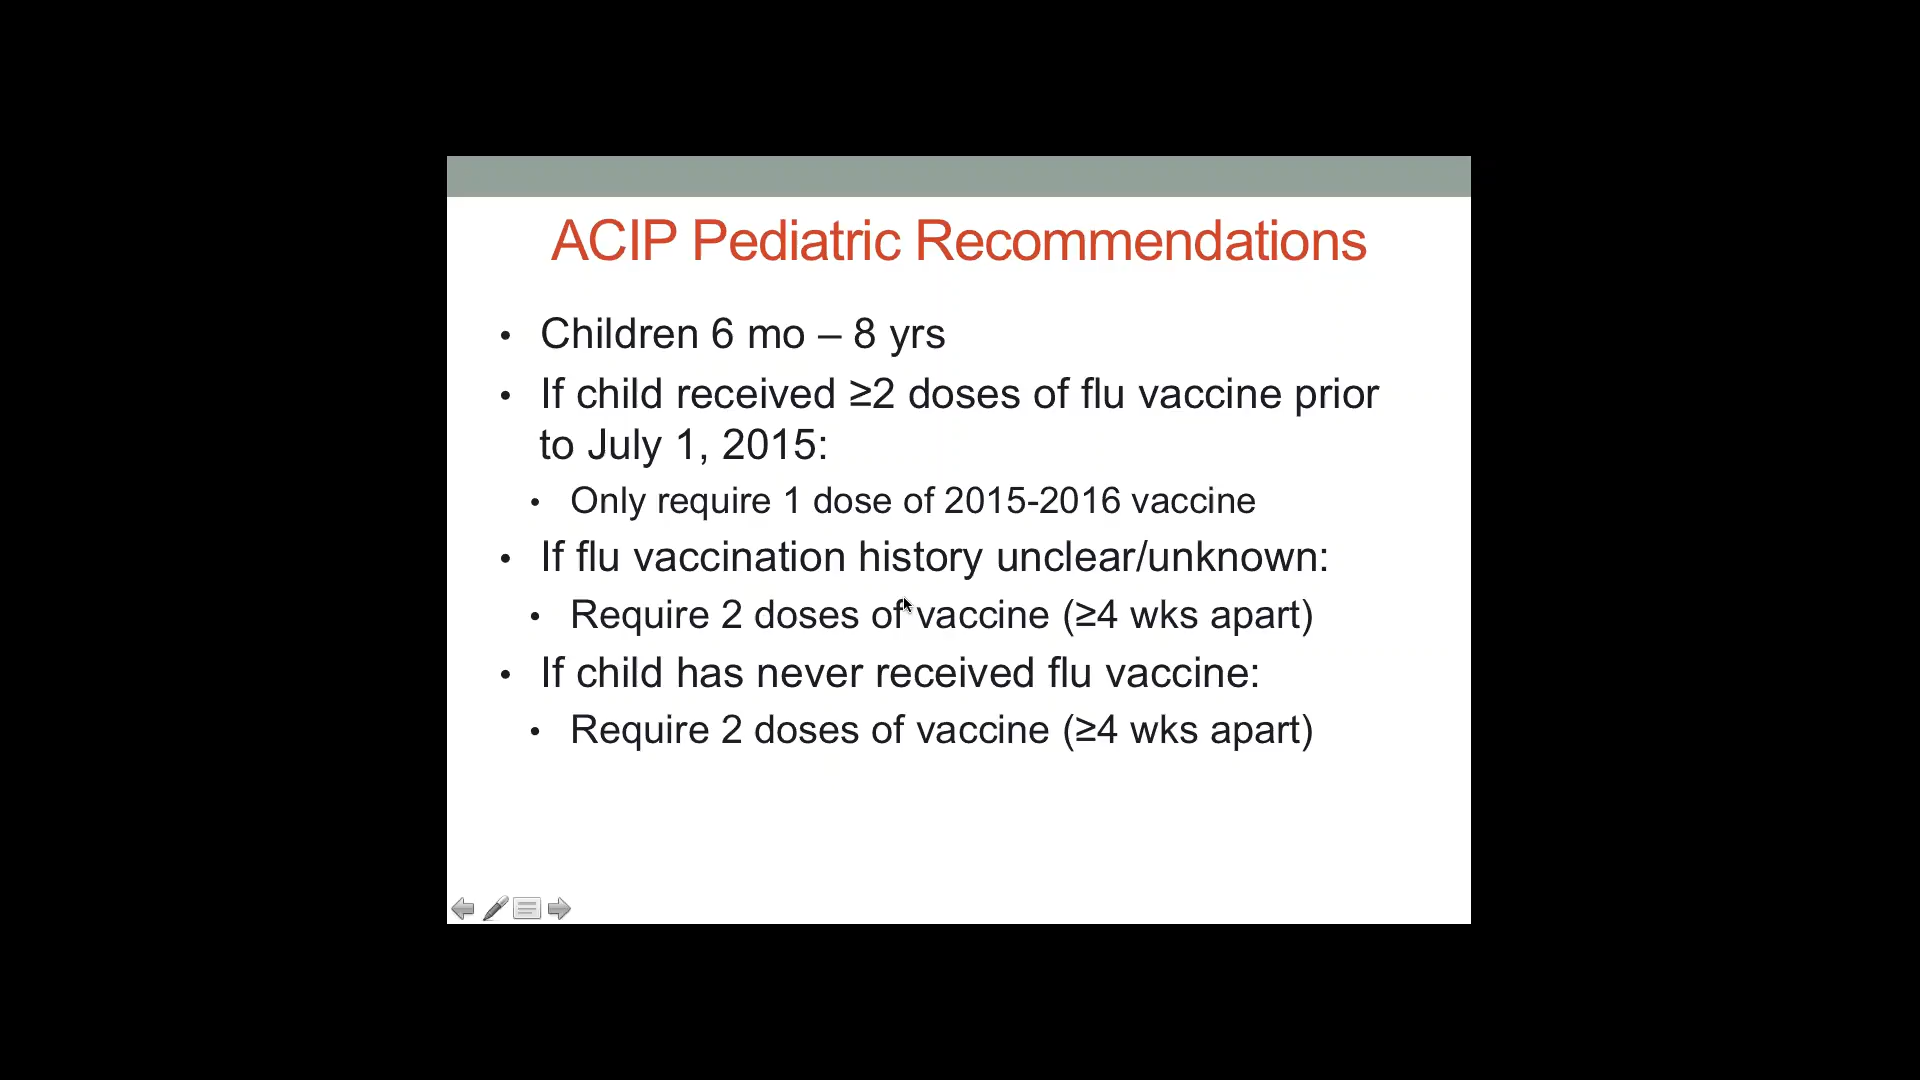 ACIP Pediatric Recommendations
• Children 6 mo – 8 yrs
• If child received ≥2 doses of flu vaccine prior
to July 1, 2015:
• Only require 1 dose of 2015-2016 vaccine
• If flu vaccination history unclear/unknown:
• Require 2 doses of vaccine (≥4 wks apart)
• If child has never received flu vaccine:
• Require 2 doses of vaccine (≥4 wks apart)